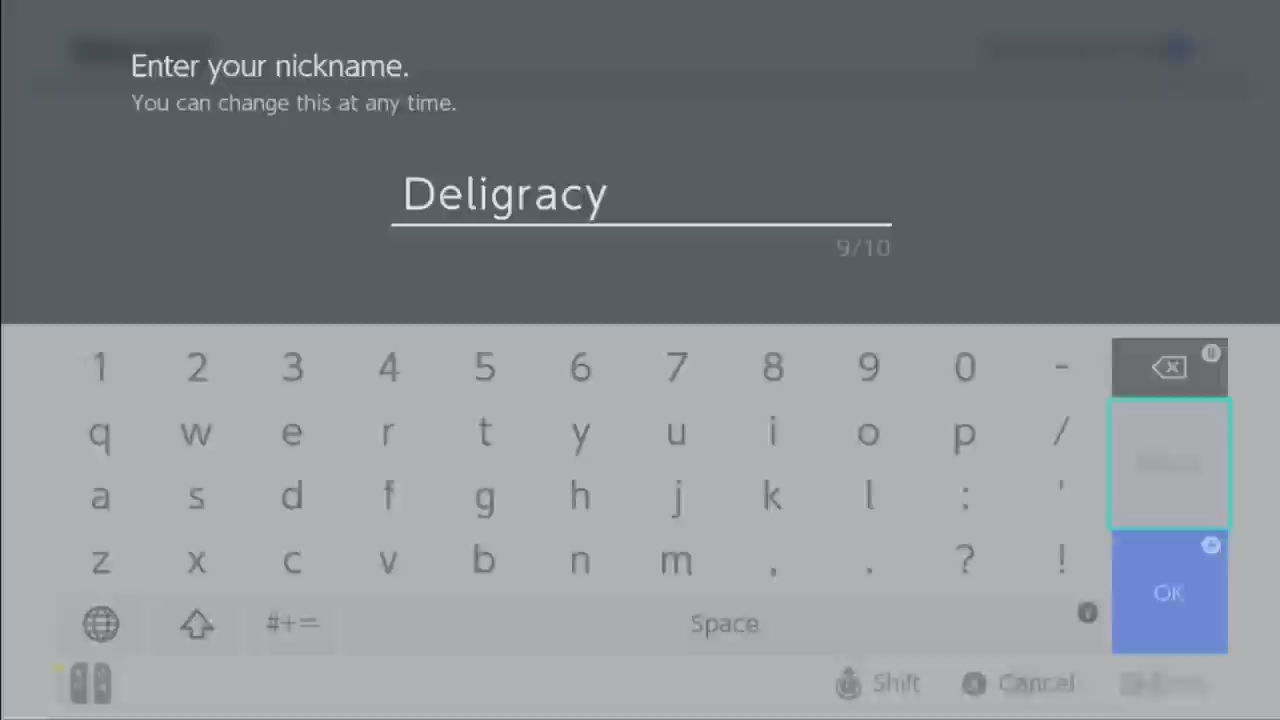 Enter your nickname.
You can change this at any time.
Deligracy
9/10
1 2 3 4 5 6 7 8 9 0 -
q w e r t y u i o p /
a s d f g h j k l : '
z x c v b n m , . ? !
OK
#+= Space
Shift Cancel